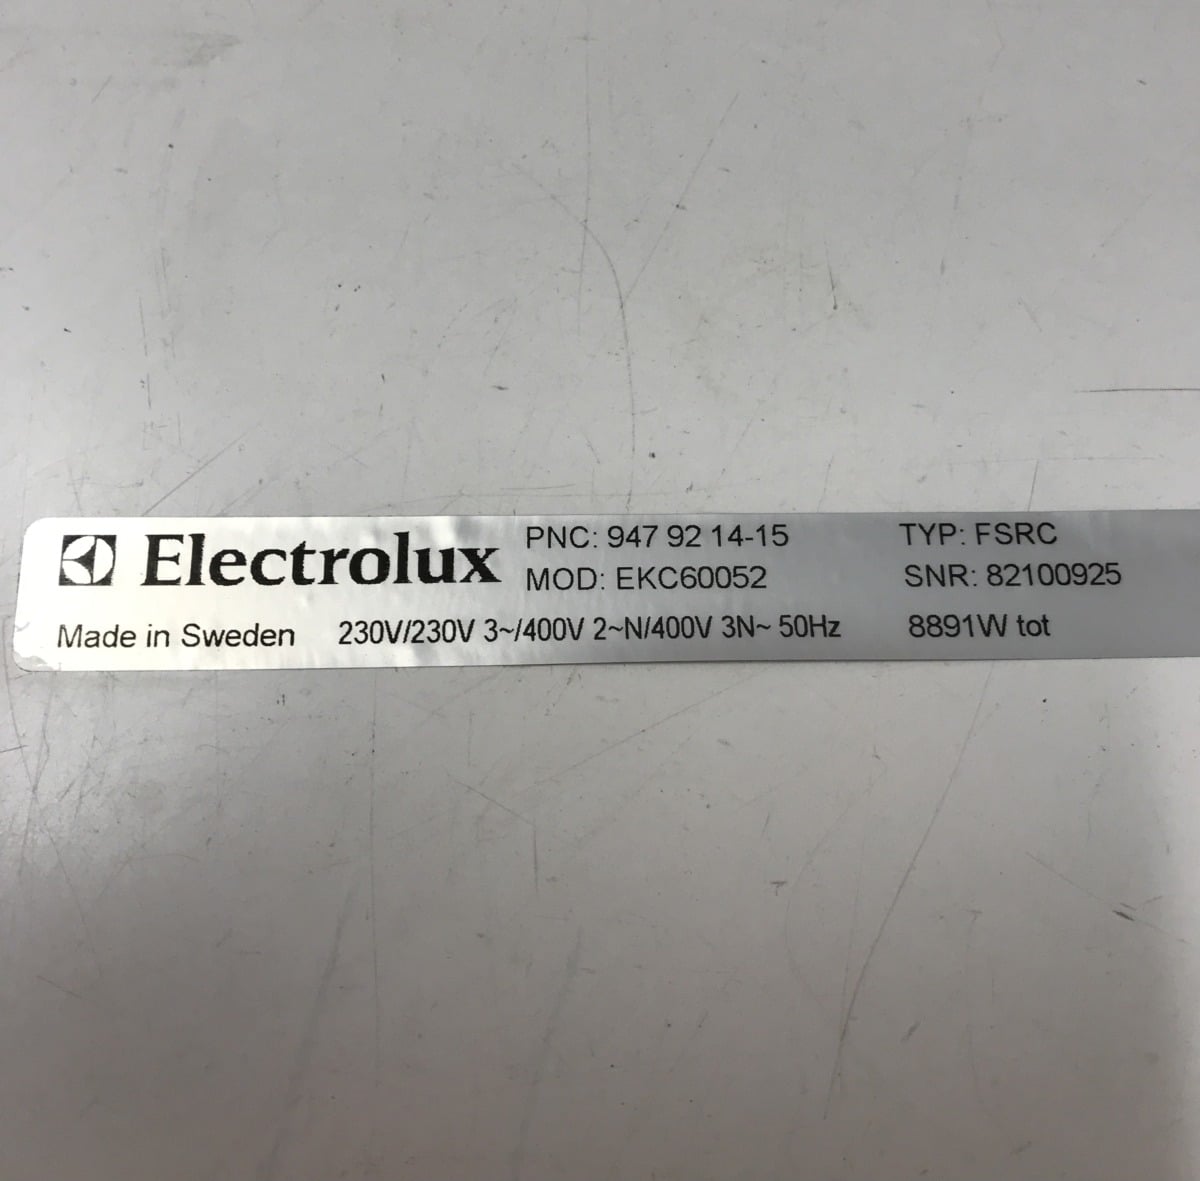 Electrolux
PNC: 947 92 14-15
MOD: EKC60052
TYP: FSRC
SNR: 82100925
Made in Sweden 230V/230V 3~/400V 2~N/400V 3N~ 50Hz 8891W tot